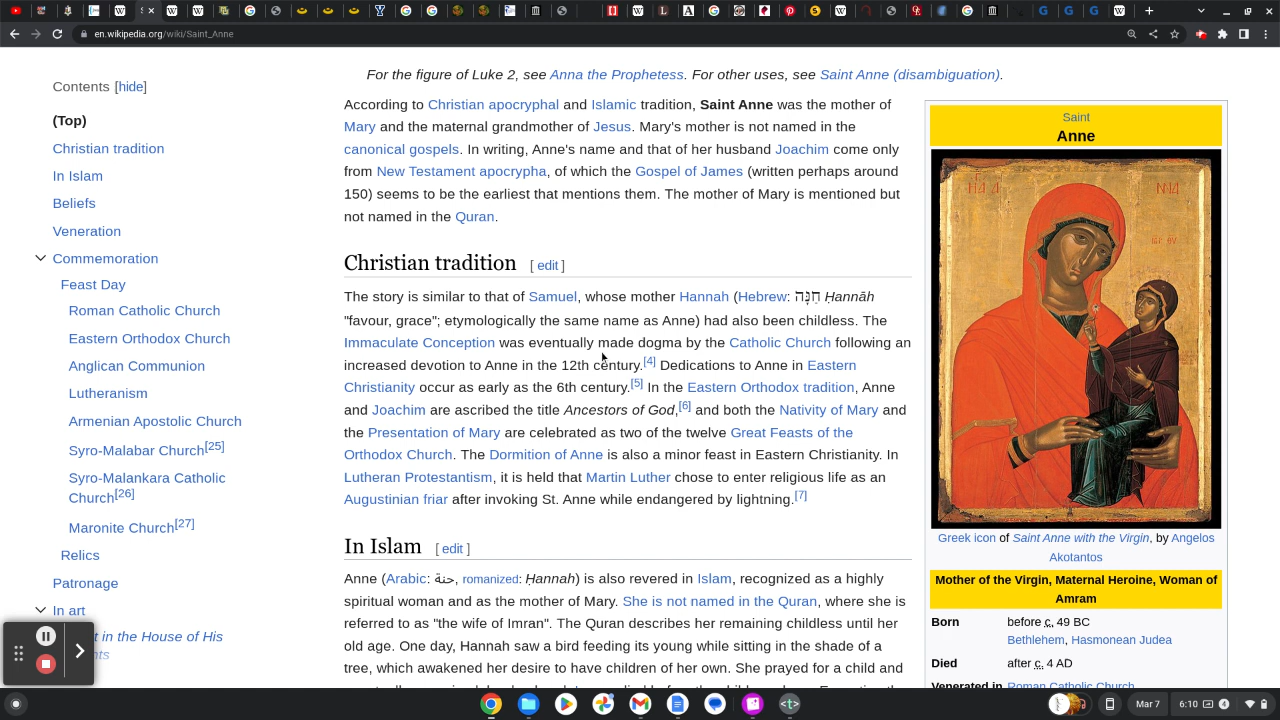 en.wikipedia.org/wiki/Saint_Anne
For the figure of Luke 2, see Anna the Prophetess. For other uses, see Saint Anne (disambiguation).
Contents [hide]
(Top)
Christian tradition
In Islam
Beliefs
Veneration
Commemoration
Feast Day
Roman Catholic Church
Eastern Orthodox Church
Anglican Communion
Lutheranism
Armenian Apostolic Church
Syro-Malabar Church[25]
Syro-Malankara Catholic
Church[26]
Maronite Church[27]
Relics
Patronage
In art
t in the House of His
nts
According to Christian apocryphal and Islamic tradition, Saint Anne was the mother of
Mary and the maternal grandmother of Jesus. Mary's mother is not named in the
canonical gospels. In writing, Anne's name and that of her husband Joachim come only
from New Testament apocrypha, of which the Gospel of James (written perhaps around
150) seems to be the earliest that mentions them. The mother of Mary is mentioned but
not named in the Quran.
Christian tradition [ edit ]
The story is similar to that of Samuel, whose mother Hannah (Hebrew: חַנָּה Ḥannāh
"favour, grace"; etymologically the same name as Anne) had also been childless. The
Immaculate Conception was eventually made dogma by the Catholic Church following an
increased devotion to Anne in the 12th century.[4] Dedications to Anne in Eastern
Christianity occur as early as the 6th century.[5] In the Eastern Orthodox tradition, Anne
and Joachim are ascribed the title Ancestors of God,[6] and both the Nativity of Mary and
the Presentation of Mary are celebrated as two of the twelve Great Feasts of the
Orthodox Church. The Dormition of Anne is also a minor feast in Eastern Christianity. In
Lutheran Protestantism, it is held that Martin Luther chose to enter religious life as an
Augustinian friar after invoking St. Anne while endangered by lightning.[7]
In Islam [ edit ]
Anne (Arabic: حنة, romanized: Ḥannah) is also revered in Islam, recognized as a highly
spiritual woman and as the mother of Mary. She is not named in the Quran, where she is
referred to as "the wife of Imran". The Quran describes her remaining childless until her
old age. One day, Hannah saw a bird feeding its young while sitting in the shade of a
tree, which awakened her desire to have children of her own. She prayed for a child and
Saint
Anne
Greek icon of Saint Anne with the Virgin, by Angelos
Akotantos
Mother of the Virgin, Maternal Heroine, Woman of
Amram
Born before c. 49 BC
Bethlehem, Hasmonean Judea
Died after c. 4 AD
Venerated in Roman Catholic Church
Mar 7
6:10